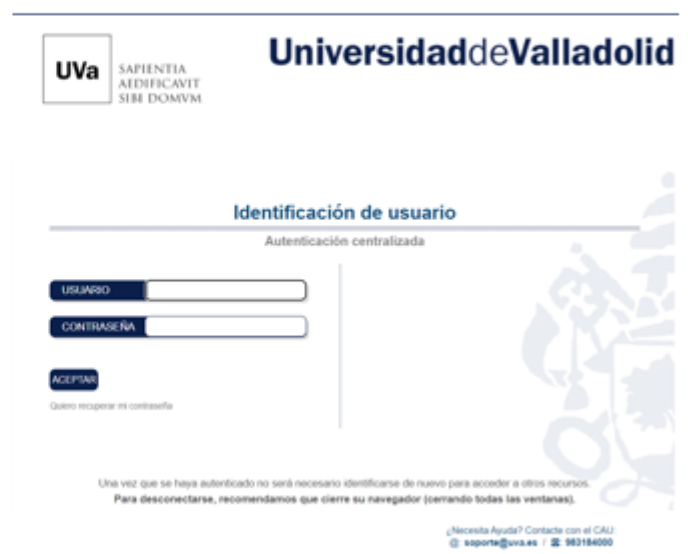 UVa
SAPIENTIA
AEDIFICAVIT
SIBI DOMVM
UniversidaddeValladolid
Identificación de usuario
Autenticación centralizada
USUARIO
CONTRASEÑA
ACEPTAR
Quiero recuperar mi contraseña
Una vez que se haya autenticado no será necesario identificarse de nuevo para acceder a otros recursos.
Para desconectarse, recomendamos que cierre su navegador (cerrando todas las ventanas).
¿Necesita Ayuda? Contacte con el CAU:
@: soporte@uva.es / ☎: 983184000